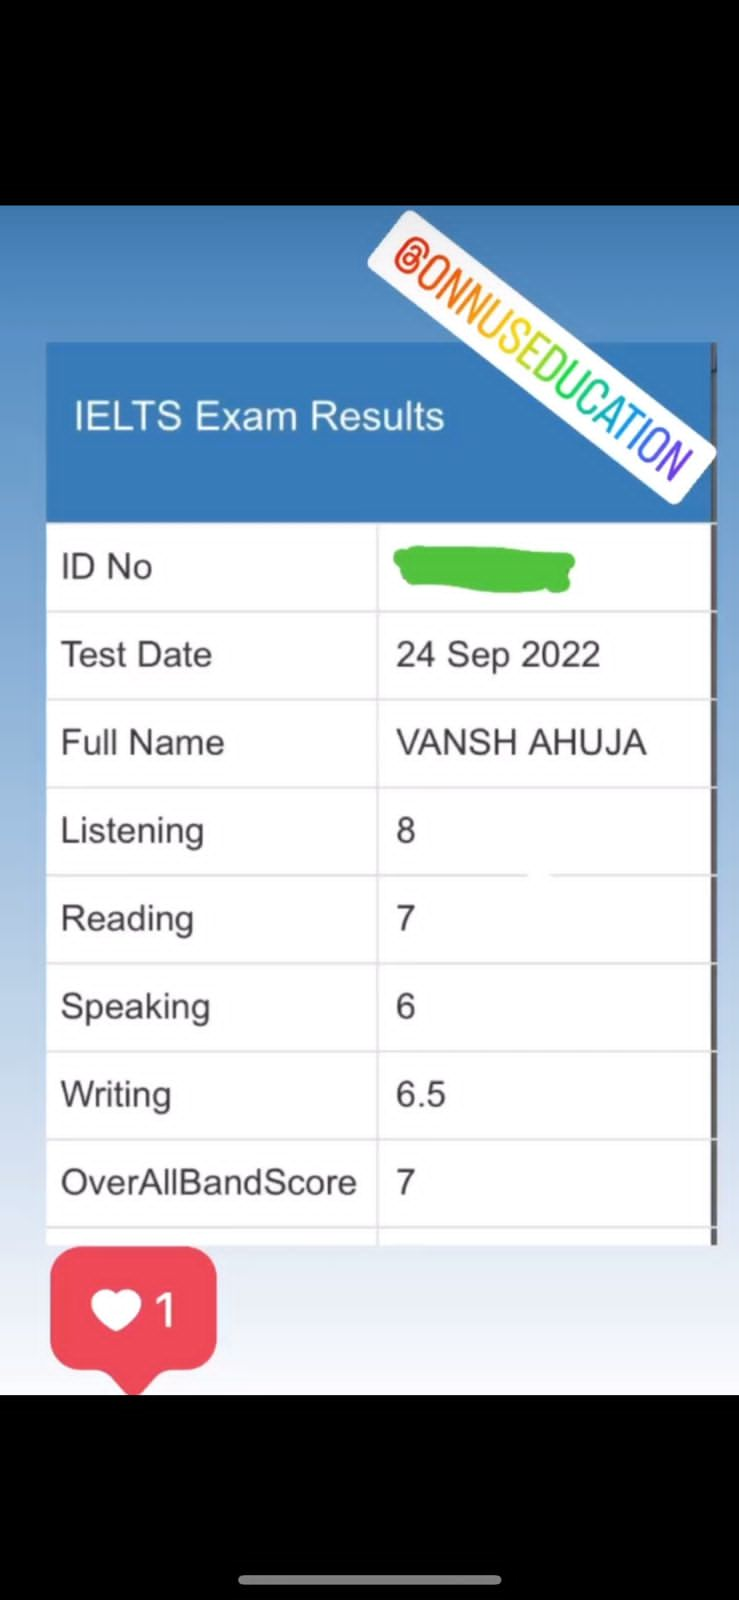 @ONNUSEDUCATION
IELTS Exam Results
ID No
Test Date 24 Sep 2022
Full Name VANSH AHUJA
Listening 8
Reading 7
Speaking 6
Writing 6.5
OverAllBandScore 7
1